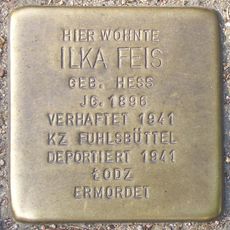 HIER WOHNTE
ILKA FEIS
GEB. HESS
JG. 1896
VERHAFTET 1941
KZ FUHLSBÜTTEL
DEPORTIERT 1941
ŁODZ
ERMORDET